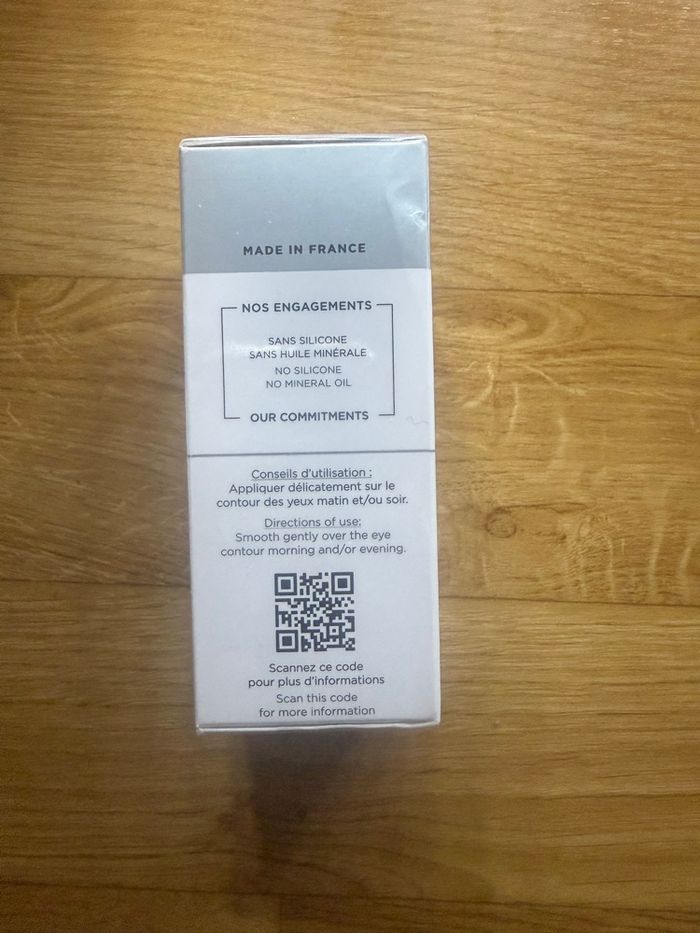 MADE IN FRANCE
NOS ENGAGEMENTS
SANS SILICONE
SANS HUILE MINÉRALE
NO SILICONE
NO MINERAL OIL
OUR COMMITMENTS
Conseils d'utilisation :
Appliquer délicatement sur le
contour des yeux matin et/ou soir.
Directions of use:
Smooth gently over the eye
contour morning and/or evening.
Scannez ce code
pour plus d'informations
Scan this code
for more information